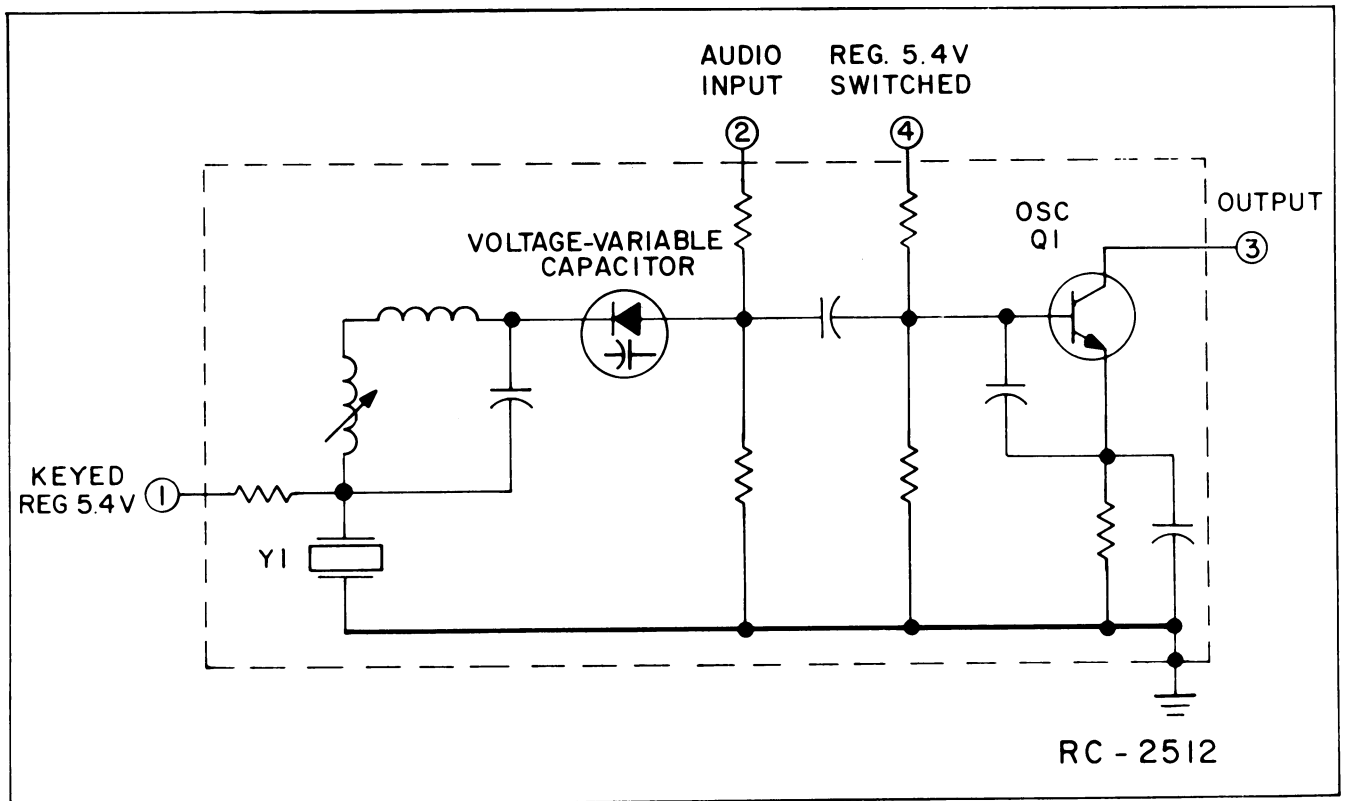 AUDIO
INPUT
REG. 5.4V
SWITCHED
2
4
OSC
Q1
OUTPUT
3
VOLTAGE-VARIABLE
CAPACITOR
KEYED
REG 5.4V
1
Y1
RC-2512